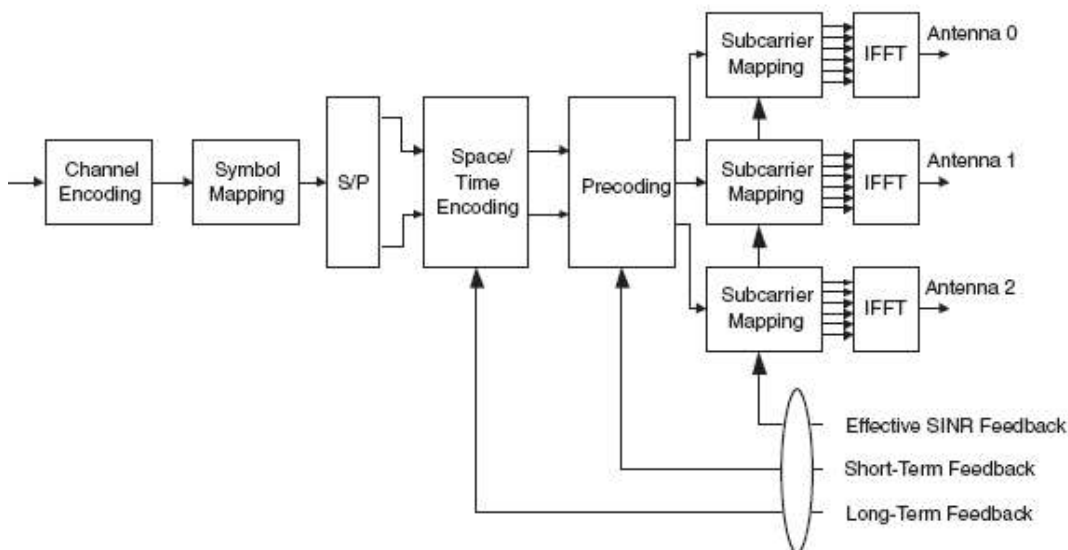 Channel
Encoding
Symbol
Mapping
S/P
Space/
Time
Encoding
Precoding
Subcarrier
Mapping
IFFT
Antenna 0
Subcarrier
Mapping
IFFT
Antenna 1
Subcarrier
Mapping
IFFT
Antenna 2
Effective SINR Feedback
Short-Term Feedback
Long-Term Feedback